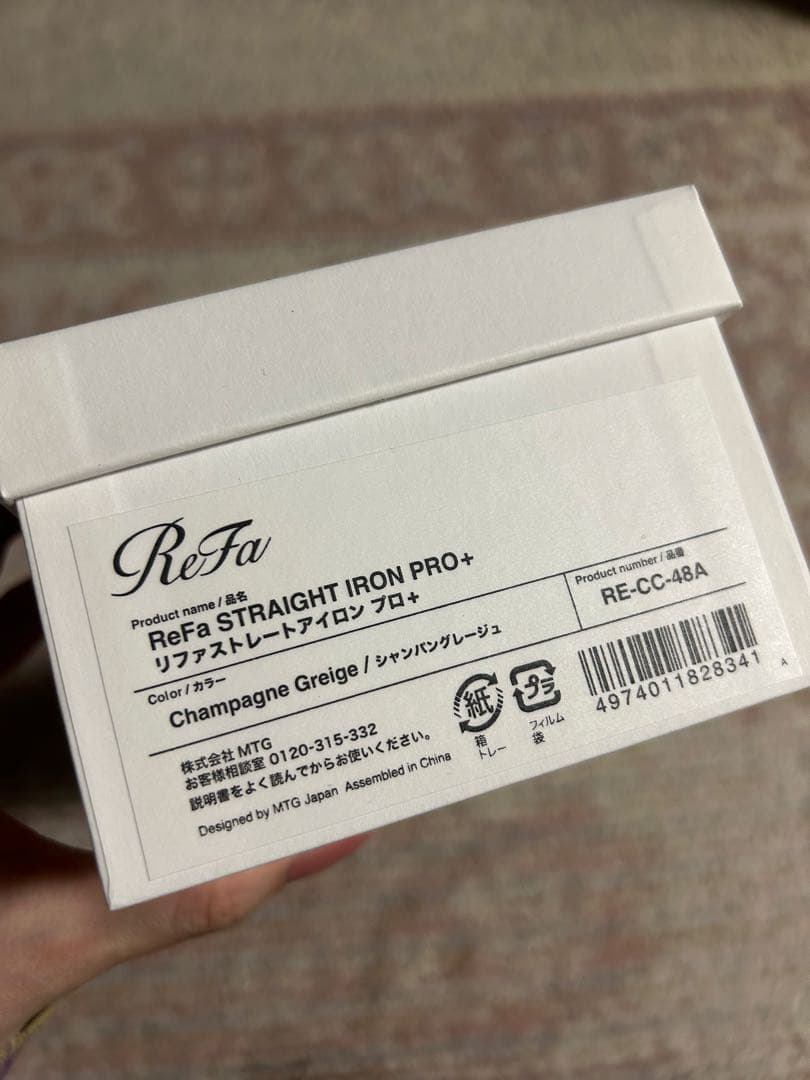 ReFa
Product name / 品名
ReFa STRAIGHT IRON PRO+
リファストレートアイロン プロ+
Product number / 品番
RE-CC-48A
Color / カラー
Champagne Greige / シャンパングレージュ
株式会社 MTG
お客様相談室 0120-315-332
説明書をよく読んでからお使いください。
Designed by MTG Japan Assembled in China
紙
箱
トレー
プラ
フィルム
袋
4974011828341
A